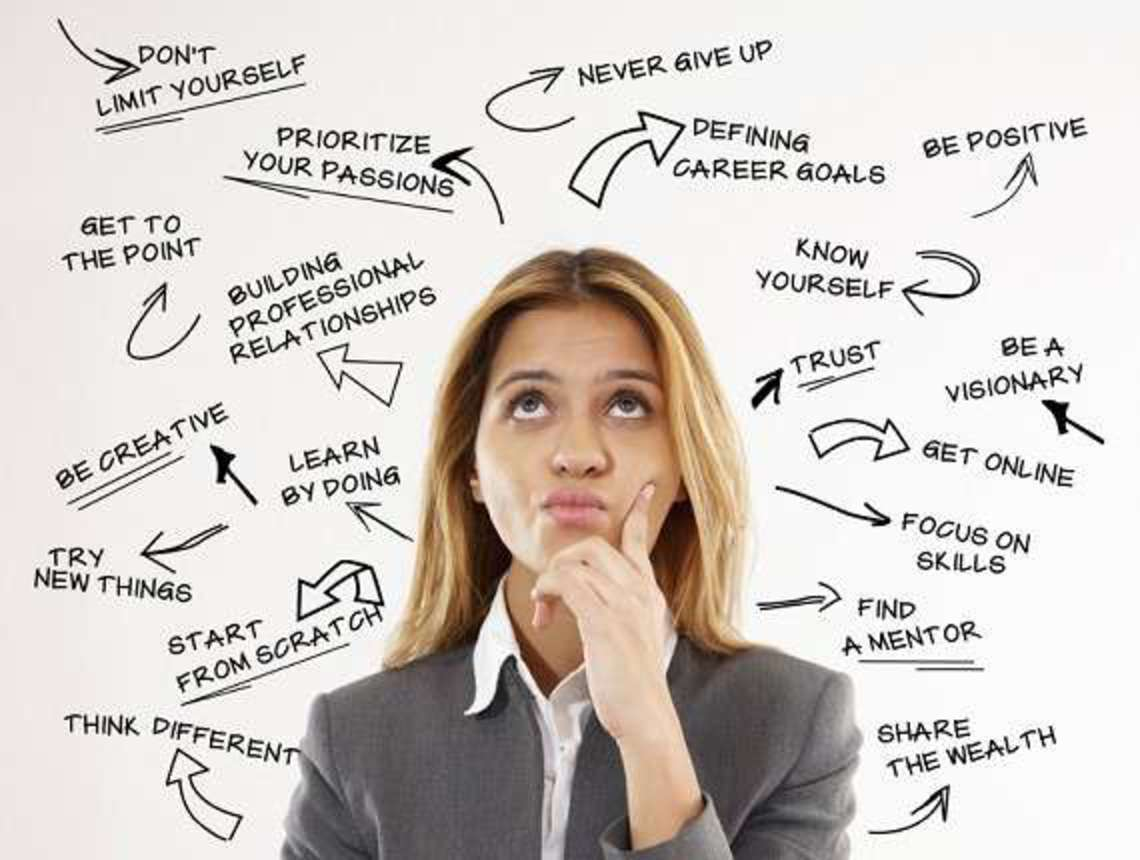 DON'T
LIMIT YOURSELF
NEVER GIVE UP
PRIORITIZE
YOUR PASSIONS
DEFINING
CAREER GOALS
BE POSITIVE
GET TO
THE POINT
BUILDING
PROFESSIONAL
RELATIONSHIPS
KNOW
YOURSELF
TRUST
BE A
VISIONARY
BE CREATIVE
LEARN
BY DOING
GET ONLINE
TRY
NEW THINGS
FOCUS ON
SKILLS
START
FROM SCRATCH
FIND
A MENTOR
THINK DIFFERENT
SHARE
THE WEALTH